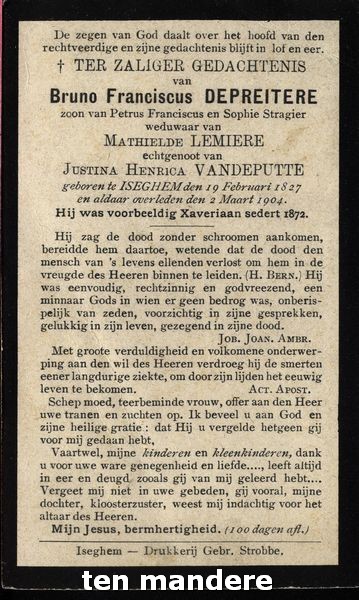 De zegen van God daalt over het hoofd van den
rechtveerdige en zijne gedachtenis blijft in lof en eer.
† TER ZALIGER GEDACHTENIS
van
Bruno Franciscus DEPREITERE
zoon van Petrus Franciscus en Sophie Stragier
weduwaar van
MATHIELDE LEMIERE
echtgenoot van
JUSTINA HENRICA VANDEPUTTE
geboren te ISEGHEM den 19 Februari 1827
en aldaar overleden den 2 Maart 1904.
Hij was voorbeeldig Xaveriaan sedert 1872.
Hij zag de dood zonder schroomen aankomen,
bereidde hem daartoe, wetende dat de dood den
mensch van 's levens ellenden verlost om hem in de
vreugde des Heeren binnen te leiden. (H. BERN.) Hij
was eenvoudig, rechtzinnig en godvreezend, een
minnaar Gods in wien er geen bedrog was, onberis-
pelijk van zeden, voorzichtig in zijne gesprekken,
gelukkig in zijn leven, gezegend in zijne dood.
JOB. JOAN. AMBR.
Met groote verduldigheid en volkomene onderwer-
ping aan den wil des Heeren verdroeg hij de smerten
eener langdurige ziekte, om door zijn lijden het eeuwig
leven te bekomen. ACT. APOST.
Schep moed, teerbeminde vrouw, offer aan den Heer
uwe tranen en zuchten op. Ik beveel u aan God en
zijne heilige gratie : dat Hij u vergelde hetgeen gij
voor mij gedaan hebt,
Vaartwel, mijne kinderen en kleenkinderen, dank
u voor uwe ware genegenheid en liefde...., leeft altijd
in eer en deugd zooals gij van mij geleerd hebt....
Vergeet mij niet in uwe gebeden, gij vooral, mijne
dochter, kloosterzuster, weest mij indachtig voor het
altaar des Heeren.
Mijn Jesus, bermhertigheid. (100 dagen afl.)
Iseghem — Drukkerij Gebr. Strobbe.
ten mandere